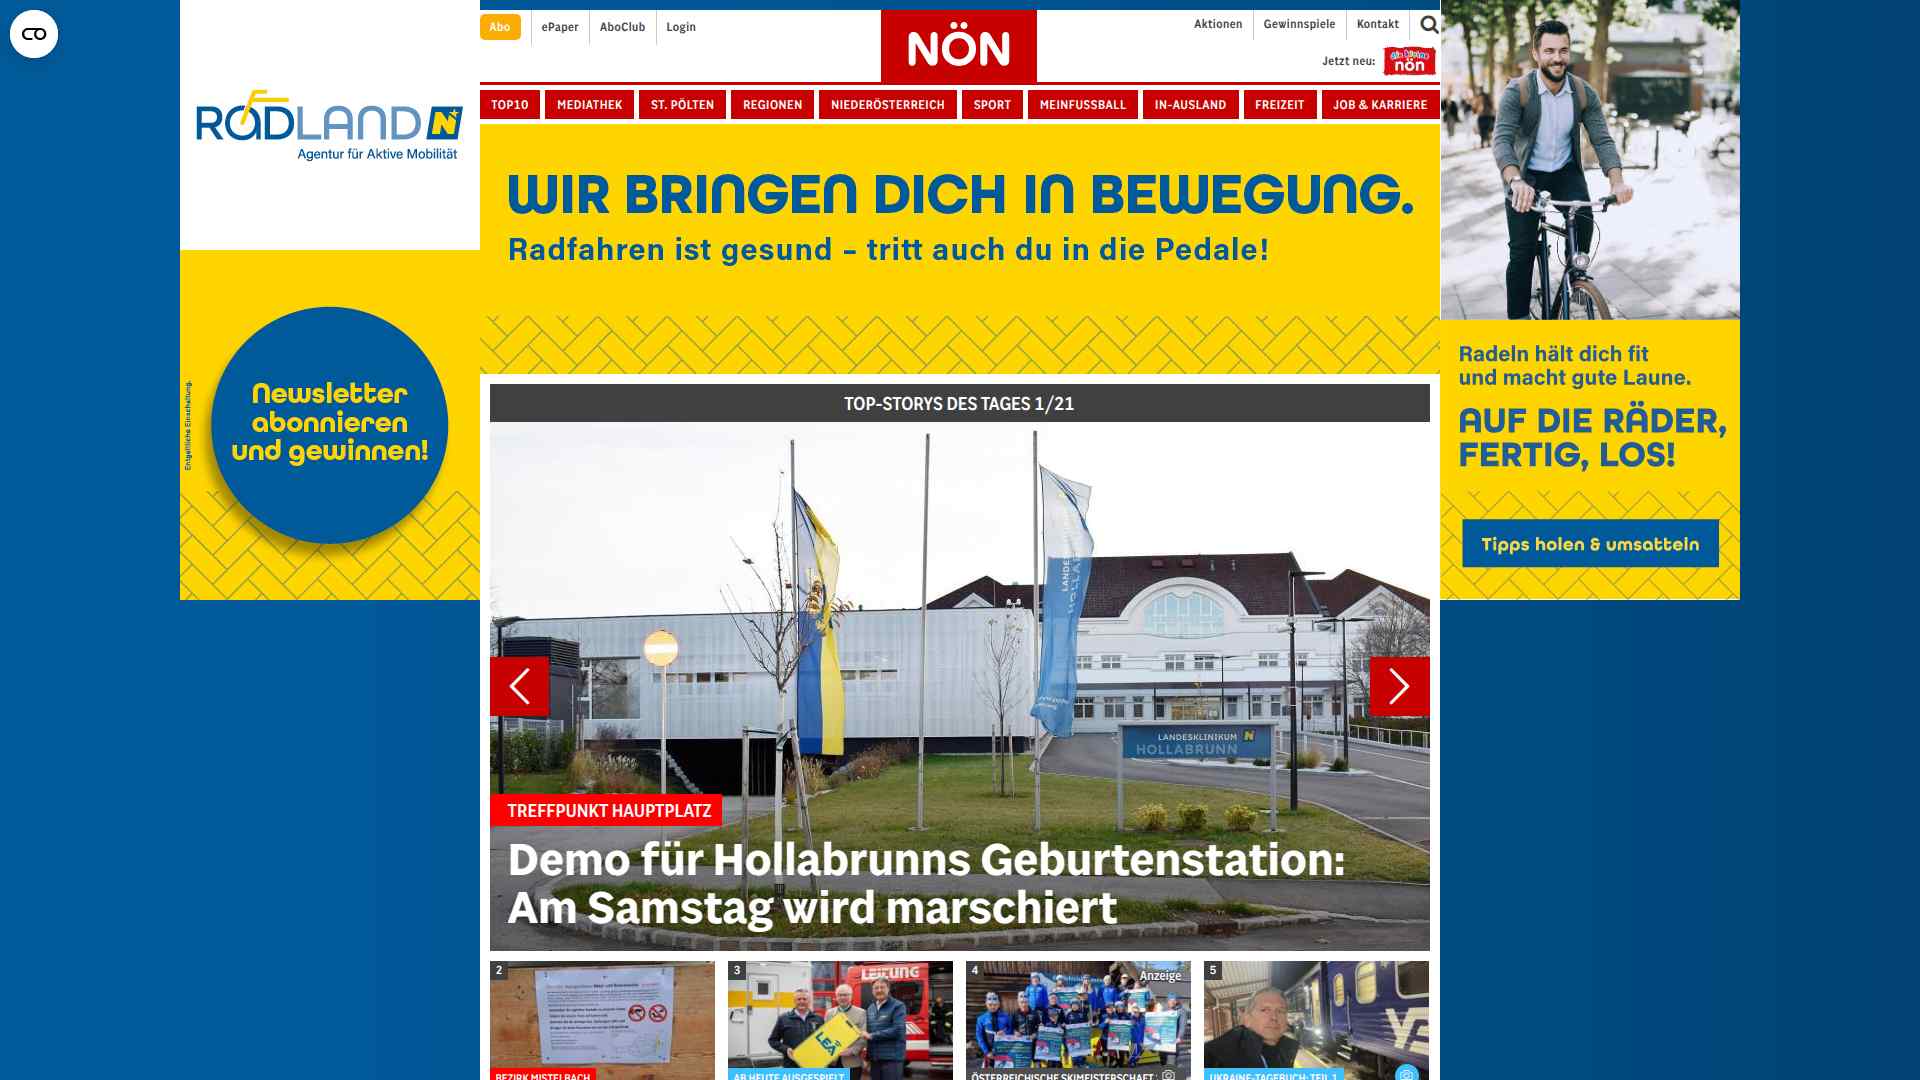 CO
Abo
ePaper
AboClub
Login
NÖN
Aktionen
Gewinnspiele
Kontakt
Jetzt neu:
die kleine
nön
TOP10
MEDIATHEK
ST. PÖLTEN
REGIONEN
NIEDERÖSTERREICH
SPORT
MEINFUSSBALL
IN-AUSLAND
FREIZEIT
JOB & KARRIERE
RADLAND N
Agentur für Aktive Mobilität
Newsletter
abonnieren
und gewinnen!
Entgeltliche Einschaltung.
WIR BRINGEN DICH IN BEWEGUNG.
Radfahren ist gesund – tritt auch du in die Pedale!
Radeln hält dich fit
und macht gute Laune.
AUF DIE RÄDER,
FERTIG, LOS!
Tipps holen & umsatteln
TOP-STORYS DES TAGES 1/21
LANDESKLINIKUM N
HOLLABRUNN
TREFFPUNKT HAUPTPLATZ
Demo für Hollabrunns Geburtenstation:
Am Samstag wird marschiert
2
BEZIRK MISTELBACH
3
LEITUNG
LEA
AB HEUTE AUSGESPIELT
4
Anzeige
ÖSTERREICHISCHE SKIMEISTERSCHAFT
5
UKRAINE-TAGEBUCH: TEIL 1